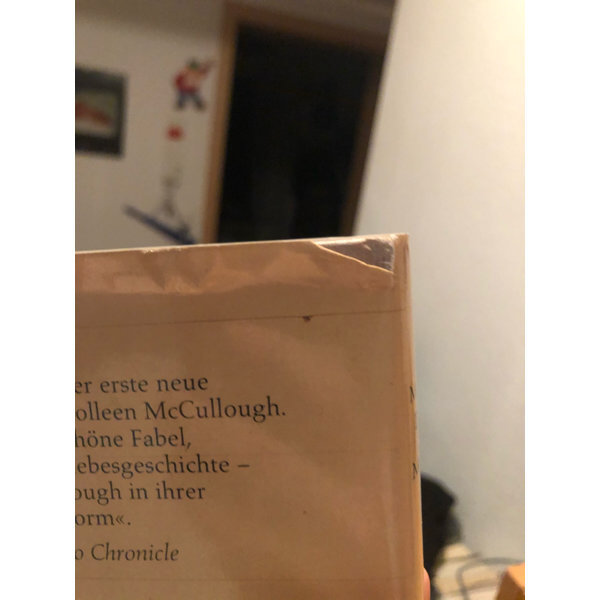 er erste neue
olleen McCullough.
höne Fabel,
ebesgeschichte –
ough in ihrer
orm«.
o Chronicle
M
M